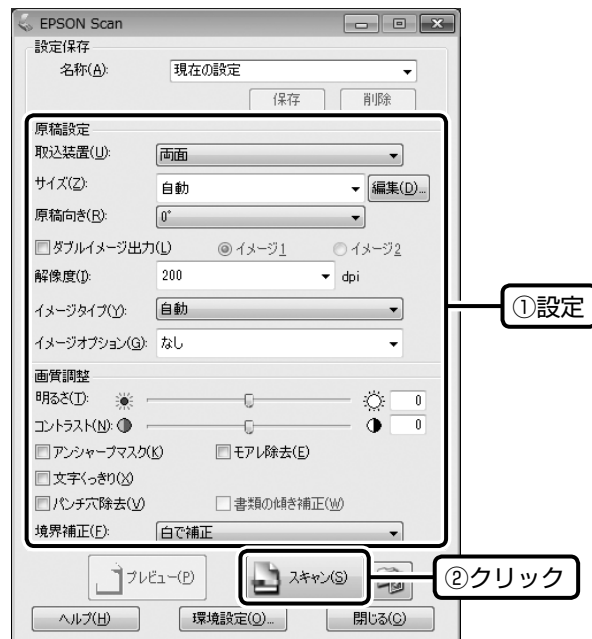 EPSON Scan
設定保存
名称(A): 現在の設定
保存 削除
原稿設定
取込装置(U): 両面
サイズ(Z): 自動 編集(D)...
原稿向き(R): 0°
ダブルイメージ出力(L) イメージ1 イメージ2
解像度(I): 200 dpi
イメージタイプ(Y): 自動
①設定
イメージオプション(G): なし
画質調整
明るさ(T): 0
コントラスト(N): 0
アンシャープマスク(K) モアレ除去(E)
文字くっきり(X)
パンチ穴除去(V) 書類の傾き補正(W)
境界補正(F): 白で補正
プレビュー(P) スキャン(S)
②クリック
ヘルプ(H) 環境設定(O)... 閉じる(C)